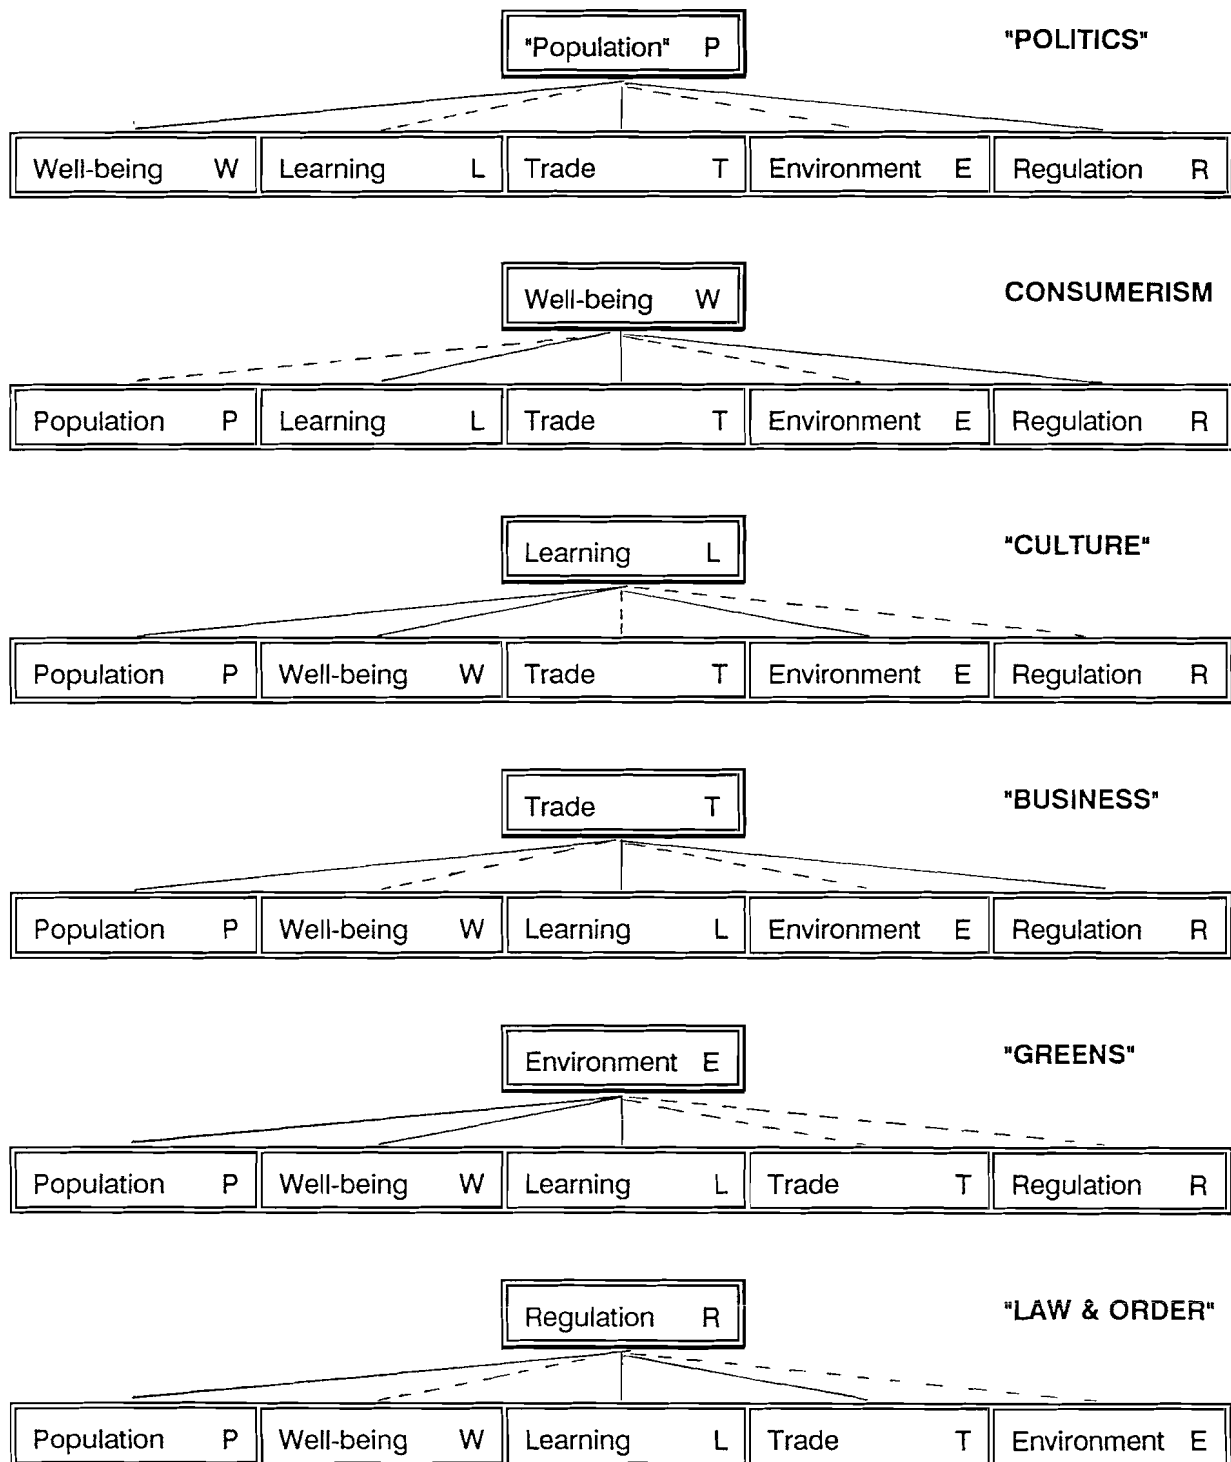 "Population" P "POLITICS"
Well-being W Learning L Trade T Environment E Regulation R
Well-being W CONSUMERISM
Population P Learning L Trade T Environment E Regulation R
Learning L "CULTURE"
Population P Well-being W Trade T Environment E Regulation R
Trade T "BUSINESS"
Population P Well-being W Learning L Environment E Regulation R
Environment E "GREENS"
Population P Well-being W Learning L Trade T Regulation R
Regulation R "LAW & ORDER"
Population P Well-being W Learning L Trade T Environment E